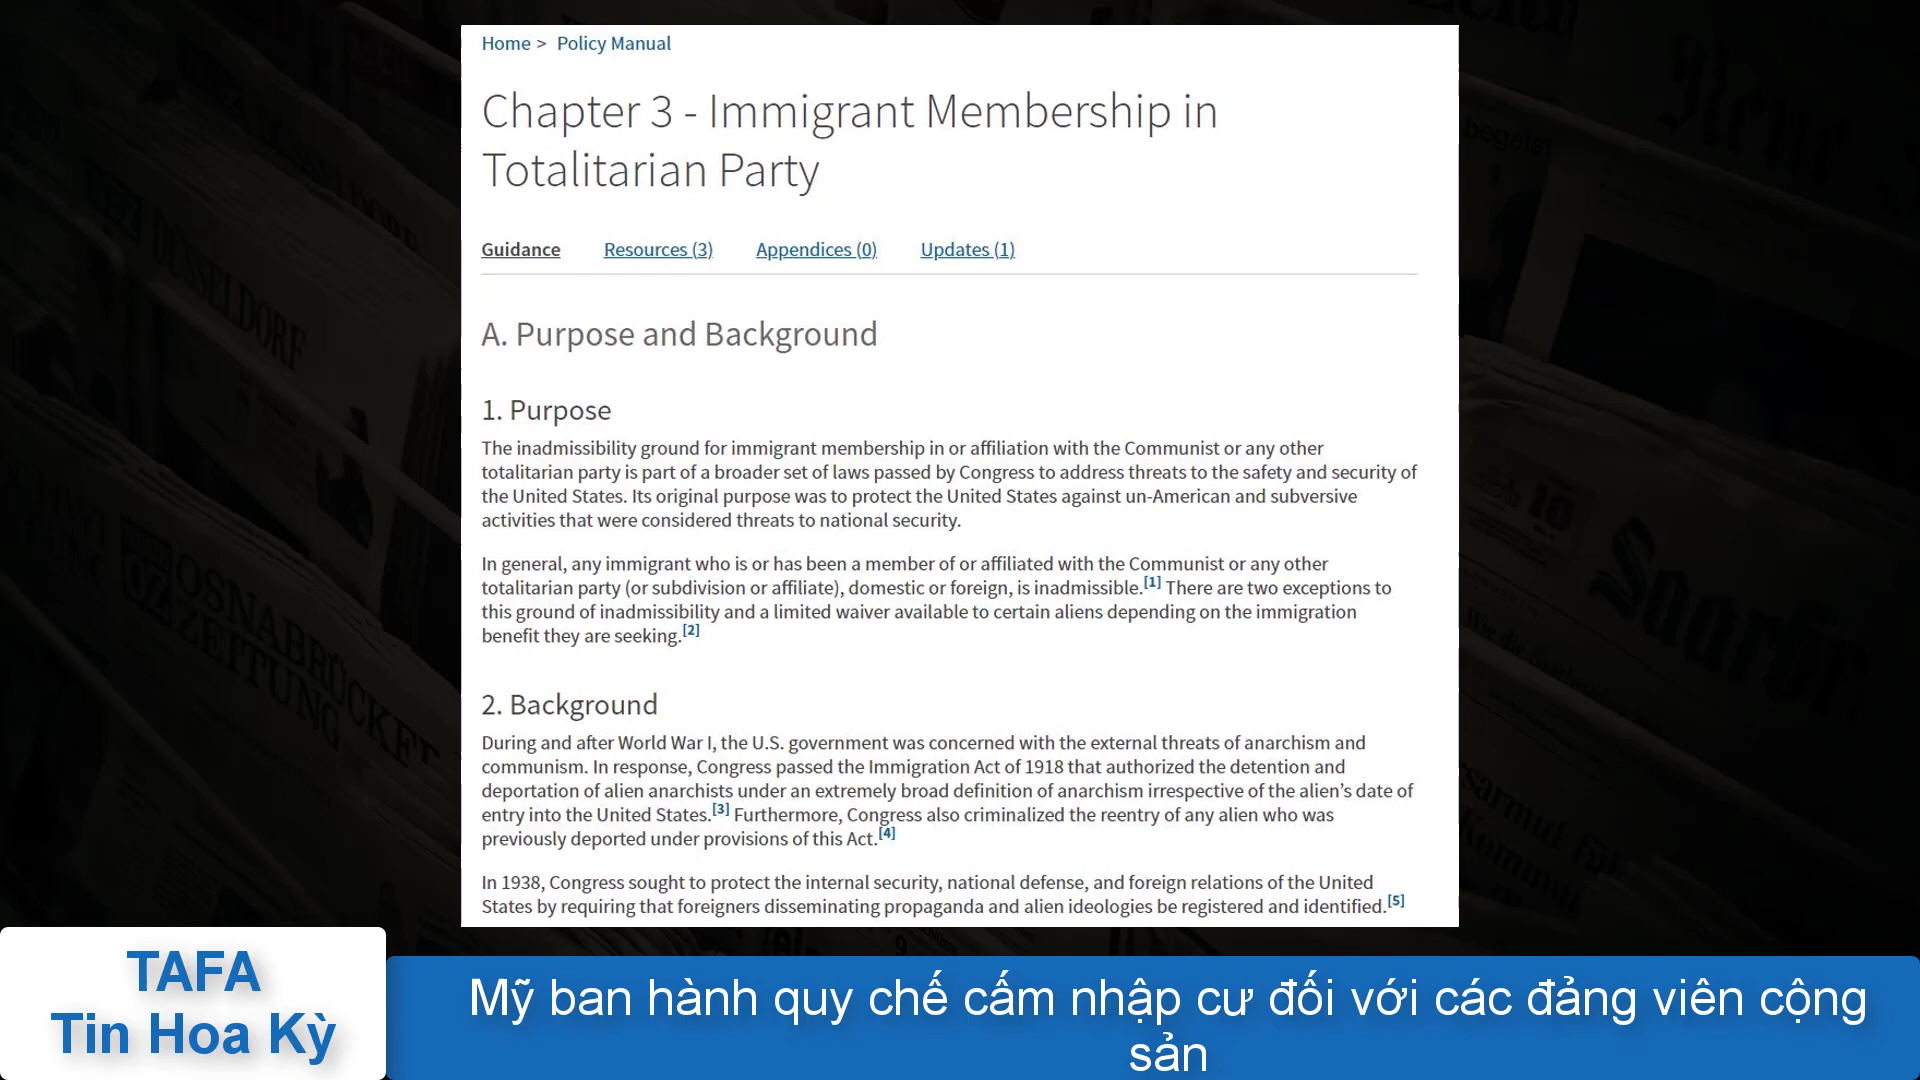 Home > Policy Manual
Chapter 3 - Immigrant Membership in
Totalitarian Party
Guidance Resources (3) Appendices (0) Updates (1)
A. Purpose and Background
1. Purpose
The inadmissibility ground for immigrant membership in or affiliation with the Communist or any other
totalitarian party is part of a broader set of laws passed by Congress to address threats to the safety and security of
the United States. Its original purpose was to protect the United States against un-American and subversive
activities that were considered threats to national security.
In general, any immigrant who is or has been a member of or affiliated with the Communist or any other
totalitarian party (or subdivision or affiliate), domestic or foreign, is inadmissible.[1] There are two exceptions to
this ground of inadmissibility and a limited waiver available to certain aliens depending on the immigration
benefit they are seeking.[2]
2. Background
During and after World War I, the U.S. government was concerned with the external threats of anarchism and
communism. In response, Congress passed the Immigration Act of 1918 that authorized the detention and
deportation of alien anarchists under an extremely broad definition of anarchism irrespective of the alien’s date of
entry into the United States.[3] Furthermore, Congress also criminalized the reentry of any alien who was
previously deported under provisions of this Act.[4]
In 1938, Congress sought to protect the internal security, national defense, and foreign relations of the United
States by requiring that foreigners disseminating propaganda and alien ideologies be registered and identified.[5]
DÜSSELDORF
OZ
OSNABRÜCKER
ZEITUNG
begeist
10
TAFA
Tin Hoa Kỳ
Mỹ ban hành quy chế cấm nhập cư đối với các đảng viên cộng
sản